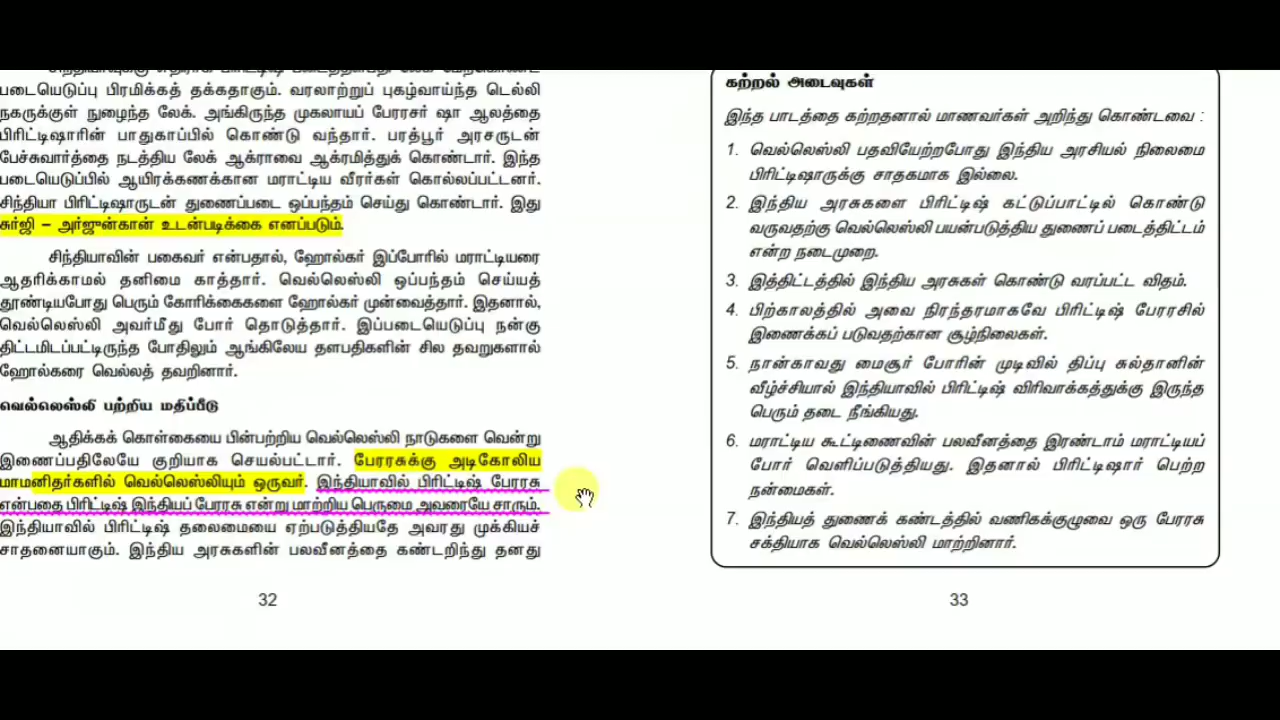 படையெடுப்பு பிரமிக்கத் தக்கதாகும். வரலாற்றுப் புகழ்வாய்ந்த டெல்லி
நகருக்குள் நுழைந்த லேக். அங்கிருந்த முகலாயப் பேரரசர் ஷா ஆலத்தை
பிரிட்டிஷாரின் பாதுகாப்பில் கொண்டு வந்தார். பரத்பூர் அரசருடன்
பேச்சுவார்த்தை நடத்திய லேக் ஆக்ராவை ஆக்ரமித்துக் கொண்டார். இந்த
படையெடுப்பில் ஆயிரக்கணக்கான மராட்டிய வீரர்கள் கொல்லப்பட்டனர்.
சிந்தியா பிரிட்டிஷாருடன் துணைப்படை ஒப்பந்தம் செய்து கொண்டார். இது
சுர்ஜி – அர்ஜுன்கான் உடன்படிக்கை எனப்படும்.
சிந்தியாவின் பகைவர் என்பதால், ஹோல்கர் இப்போரில் மராட்டியரை
ஆதரிக்காமல் தனிமை காத்தார். வெல்லெஸ்லி ஒப்பந்தம் செய்யத்
தூண்டியபோது பெரும் கோரிக்கைகளை ஹோல்கர் முன்வைத்தார். இதனால்,
வெல்லெஸ்லி அவர்மீது போர் தொடுத்தார். இப்படையெடுப்பு நன்கு
திட்டமிடப்பட்டிருந்த போதிலும் ஆங்கிலேய தளபதிகளின் சில தவறுகளால்
ஹோல்கரை வெல்லத் தவறினார்.
வெல்லெஸ்லி பற்றிய மதிப்பீடு
ஆதிக்கக் கொள்கையை பின்பற்றிய வெல்லெஸ்லி நாடுகளை வென்று
இணைப்பதிலேயே குறியாக செயல்பட்டார். பேரரசுக்கு அடிகோலிய
மாமனிதர்களில் வெல்லெஸ்லியும் ஒருவர். இந்தியாவில் பிரிட்டிஷ் பேரரசு
என்பதை பிரிட்டிஷ் இந்தியப் பேரரசு என்று மாற்றிய பெருமை அவரையே சாரும்.
இந்தியாவில் பிரிட்டிஷ் தலைமையை ஏற்படுத்தியதே அவரது முக்கியச்
சாதனையாகும். இந்திய அரசுகளின் பலவீனத்தை கண்டறிந்து தனது
32
கற்றல் அடைவுகள்
இந்த பாடத்தை கற்றதனால் மாணவர்கள் அறிந்து கொண்டவை :
1. வெல்லெஸ்லி பதவியேற்றபோது இந்திய அரசியல் நிலைமை
பிரிட்டிஷாருக்கு சாதகமாக இல்லை.
2. இந்திய அரசுகளை பிரிட்டிஷ் கட்டுப்பாட்டில் கொண்டு
வருவதற்கு வெல்லெஸ்லி பயன்படுத்திய துணைப் படைத்திட்டம்
என்ற நடைமுறை.
3. இத்திட்டத்தில் இந்திய அரசுகள் கொண்டு வரப்பட்ட விதம்.
4. பிற்காலத்தில் அவை நிரந்தரமாகவே பிரிட்டிஷ் பேரரசில்
இணைக்கப் படுவதற்கான சூழ்நிலைகள்.
5. நான்காவது மைசூர் போரின் முடிவில் திப்பு சுல்தானின்
வீழ்ச்சியால் இந்தியாவில் பிரிட்டிஷ் விரிவாக்கத்துக்கு இருந்த
பெரும் தடை நீங்கியது.
6. மராட்டிய கூட்டிணைவின் பலவீனத்தை இரண்டாம் மராட்டியப்
போர் வெளிப்படுத்தியது. இதனால் பிரிட்டிஷார் பெற்ற
நன்மைகள்.
7. இந்தியத் துணைக் கண்டத்தில் வணிகக்குழுவை ஒரு பேரரசு
சக்தியாக வெல்லெஸ்லி மாற்றினார்.
33